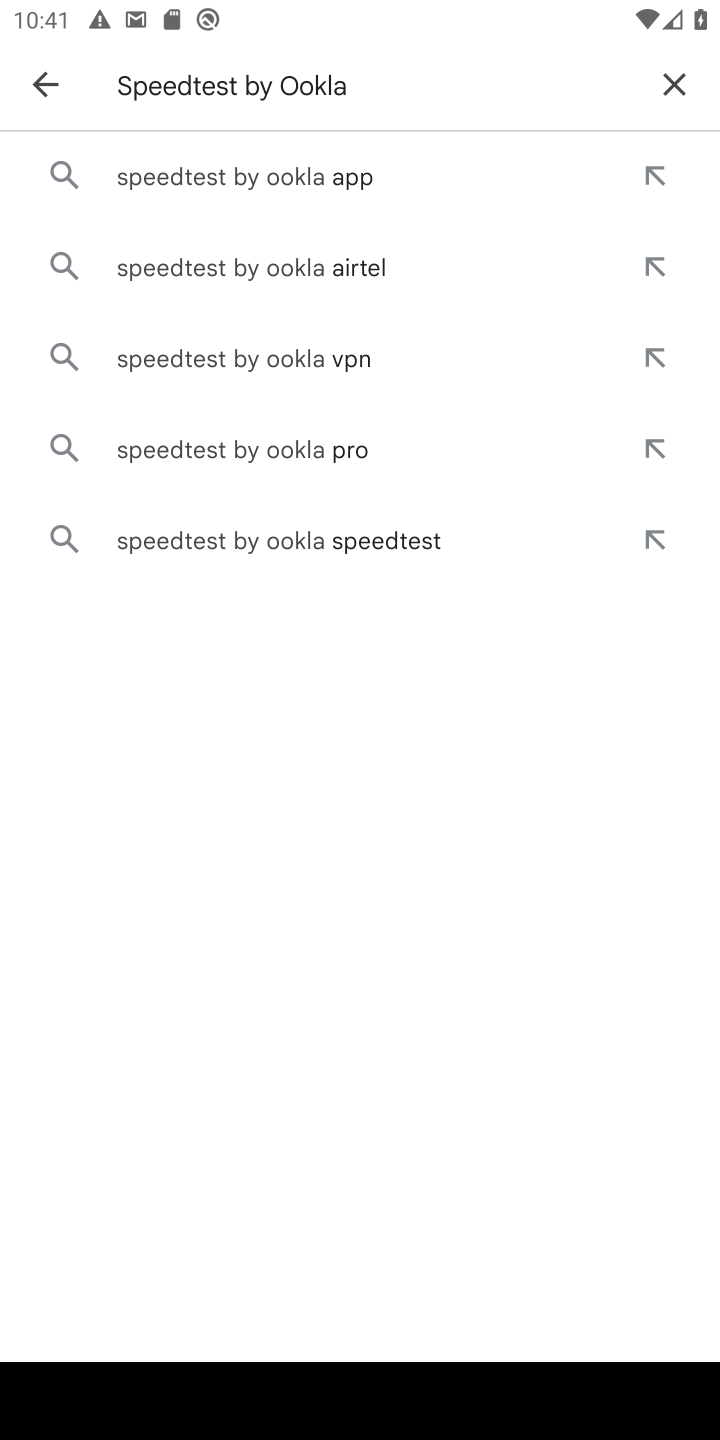 10:41
Speedtest by Ookla
speedtest by ookla app
speedtest by ookla airtel
speedtest by ookla vpn
speedtest by ookla pro
speedtest by ookla speedtest